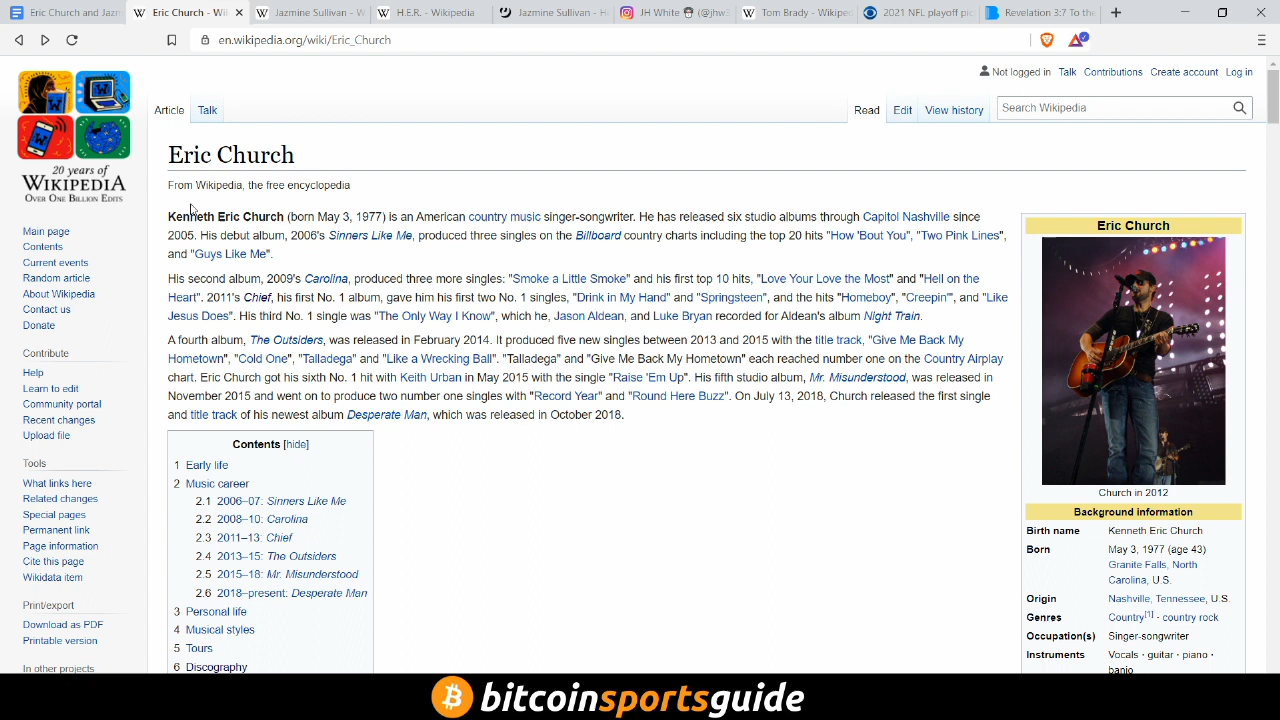 Eric Church and Jazm
Eric Church - Wik
Jazmine Sullivan - W
H.E.R. - Wikipedia
Jazmine Sullivan - H
JH White
(@jhw3
Tom Brady - Wikiped
2021 NFL playoff pic
Revelation 3:7 To the
en.wikipedia.org/wiki/Eric_Church
Not logged in Talk Contributions Create account Log in
Article Talk Read Edit View history Search Wikipedia
20 years of
WIKIPEDIA
OVER ONE BILLION EDITS
Main page
Contents
Current events
Random article
About Wikipedia
Contact us
Donate
Contribute
Help
Learn to edit
Community portal
Recent changes
Upload file
Tools
What links here
Related changes
Special pages
Permanent link
Page information
Cite this page
Wikidata item
Print/export
Download as PDF
Printable version
In other projects
Eric Church
From Wikipedia, the free encyclopedia
Kenneth Eric Church (born May 3, 1977) is an American country music singer-songwriter. He has released six studio albums through Capitol Nashville since
2005. His debut album, 2006's Sinners Like Me, produced three singles on the Billboard country charts including the top 20 hits "How 'Bout You", "Two Pink Lines",
and "Guys Like Me".
His second album, 2009's Carolina, produced three more singles: "Smoke a Little Smoke" and his first top 10 hits, "Love Your Love the Most" and "Hell on the
Heart". 2011's Chief, his first No. 1 album, gave him his first two No. 1 singles, "Drink in My Hand" and "Springsteen", and the hits "Homeboy", "Creepin'", and "Like
Jesus Does". His third No. 1 single was "The Only Way I Know", which he, Jason Aldean, and Luke Bryan recorded for Aldean's album Night Train.
A fourth album, The Outsiders, was released in February 2014. It produced five new singles between 2013 and 2015 with the title track, "Give Me Back My
Hometown", "Cold One", "Talladega" and "Like a Wrecking Ball". "Talladega" and "Give Me Back My Hometown" each reached number one on the Country Airplay
chart. Eric Church got his sixth No. 1 hit with Keith Urban in May 2015 with the single "Raise 'Em Up". His fifth studio album, Mr. Misunderstood, was released in
November 2015 and went on to produce two number one singles with "Record Year" and "Round Here Buzz". On July 13, 2018, Church released the first single
and title track of his newest album Desperate Man, which was released in October 2018.
Contents [hide]
1 Early life
2 Music career
2.1 2006–07: Sinners Like Me
2.2 2008–10: Carolina
2.3 2011–13: Chief
2.4 2013–15: The Outsiders
2.5 2015–18: Mr. Misunderstood
2.6 2018–present: Desperate Man
3 Personal life
4 Musical styles
5 Tours
6 Discography
Eric Church
Church in 2012
Background information
Birth name Kenneth Eric Church
Born May 3, 1977 (age 43)
Granite Falls, North
Carolina, U.S.
Origin Nashville, Tennessee, U.S.
Genres Country[1] · country rock
Occupation(s) Singer-songwriter
Instruments Vocals · guitar · piano ·
banjo
bitcoinsportsguide